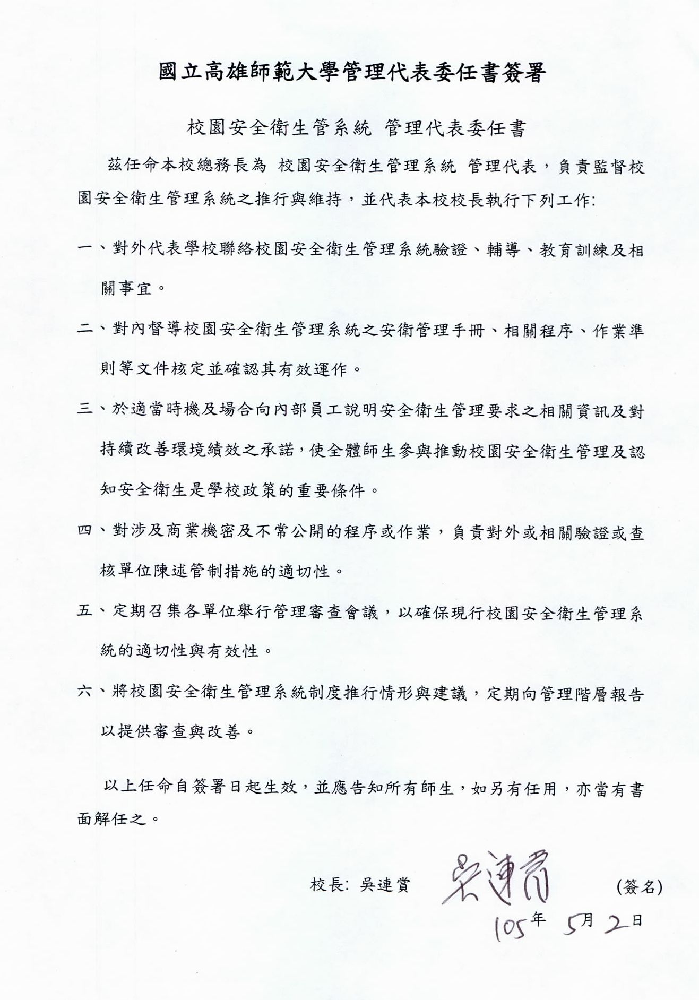 國立高雄師範大學管理代表委任書簽署
校園安全衛生管系統 管理代表委任書
茲任命本校總務長為 校園安全衛生管理系統 管理代表，負責監督校
園安全衛生管理系統之推行與維持，並代表本校校長執行下列工作:
一、對外代表學校聯絡校園安全衛生管理系統驗證、輔導、教育訓練及相
關事宜。
二、對內督導校園安全衛生管理系統之安衛管理手冊、相關程序、作業準
則等文件核定並確認其有效運作。
三、於適當時機及場合向內部員工說明安全衛生管理要求之相關資訊及對
持續改善環境績效之承諾，使全體師生參與推動校園安全衛生管理及認
知安全衛生是學校政策的重要條件。
四、對涉及商業機密及不常公開的程序或作業，負責對外或相關驗證或查
核單位陳述管制措施的適切性。
五、定期召集各單位舉行管理審查會議，以確保現行校園安全衛生管理系
統的適切性與有效性。
六、將校園安全衛生管理系統制度推行情形與建議，定期向管理階層報告
以提供審查與改善。
以上任命自簽署日起生效，並應告知所有師生，如另有任用，亦當有書
面解任之。
校長: 吳連賞 吳連賞 (簽名)
105年 5月 2日